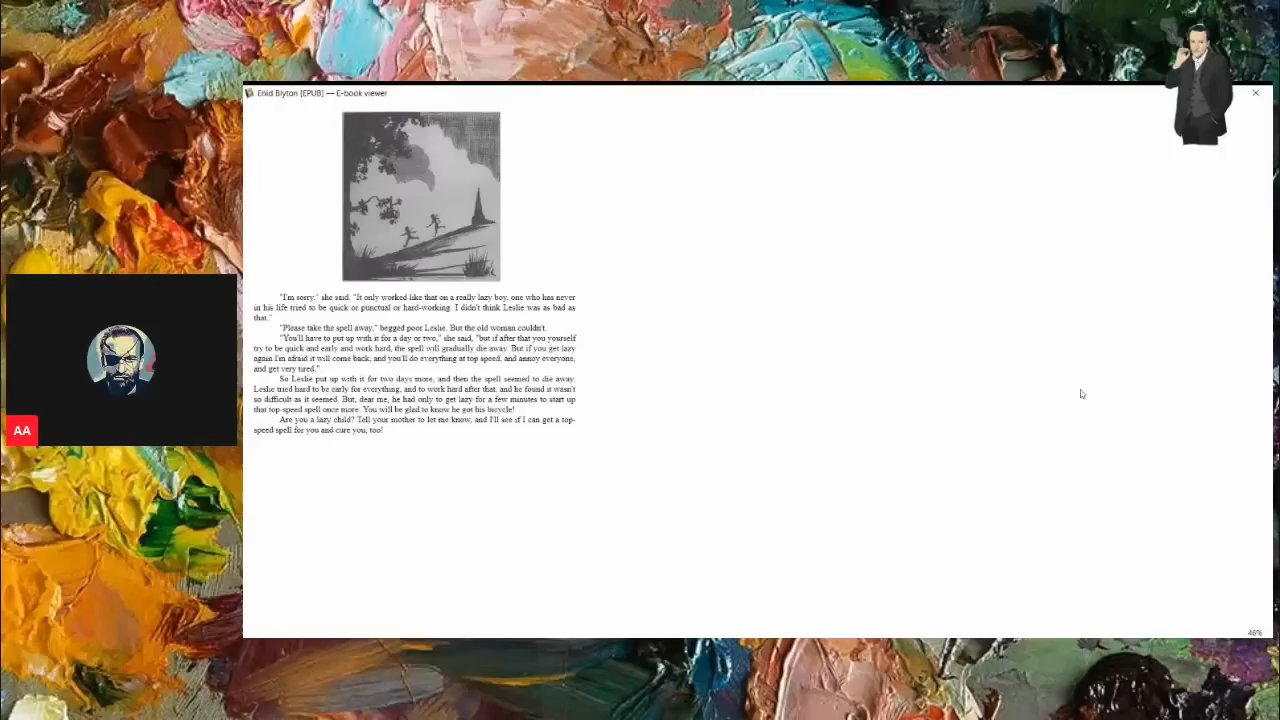 Enid Blyton [EPUB] — E-book viewer
"I'm sorry," she said. "It only worked like that on a really lazy boy, one who has never
in his life tried to be quick or punctual or hard-working. I didn't think Leslie was as bad as
that."
"Please take the spell away," begged poor Leslie. But the old woman couldn't.
"You'll have to put up with it for a day or two," she said, "but if after that you yourself
try to be quick and early and work hard, the spell will gradually die away. But if you get lazy
again I'm afraid it will come back, and you'll do everything at top speed, and annoy everyone,
and get very tired."
So Leslie put up with it for two days more, and then the spell seemed to die away.
Leslie tried hard to be early for everything, and to work hard after that, and he found it wasn't
so difficult as it seemed. But, dear me, he had only to get lazy for a few minutes to start up
that top-speed spell once more. You will be glad to know he got his bicycle!
Are you a lazy child? Tell your mother to let me know, and I'll see if I can get a top-
speed spell for you and cure you, too!
AA
46%